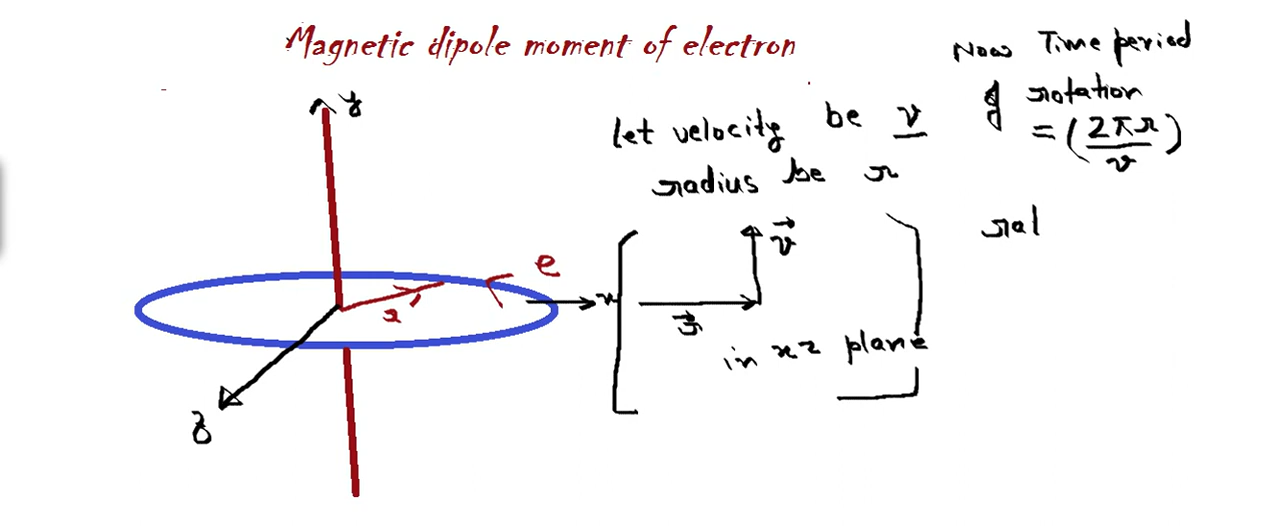 Magnetic dipole moment of electron
y
e
r
x
z
let velocity be v
radius be r
v⃗
r⃗
in xz plane
Now Time period
of rotation
= (2πr/v)